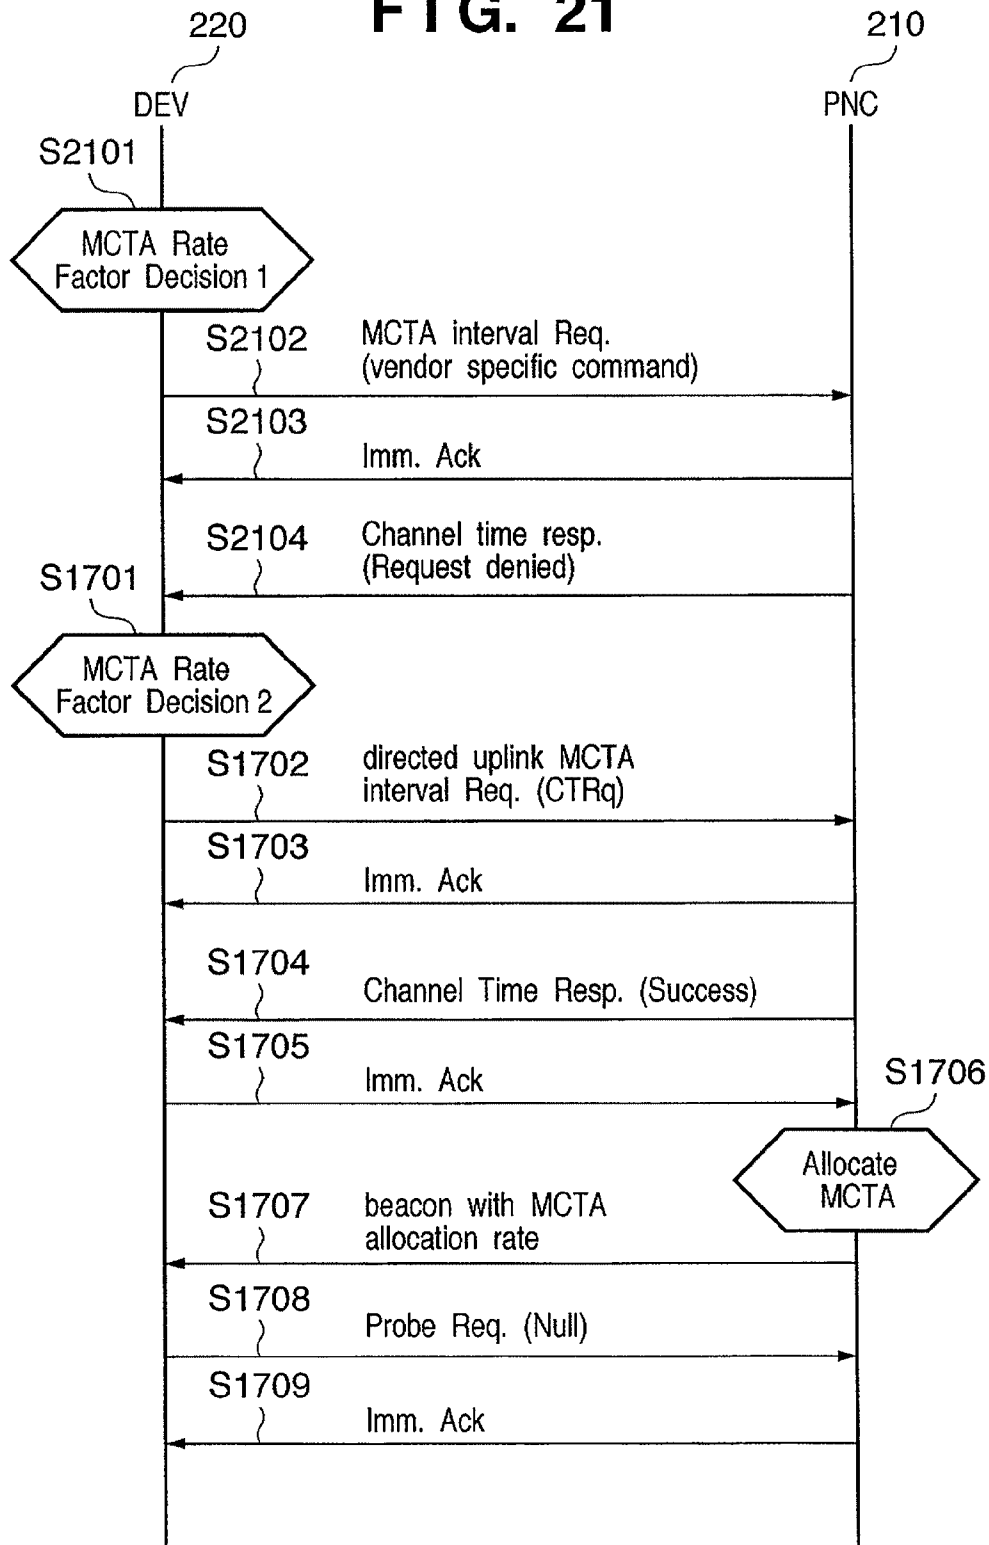 FIG. 21
220
210
DEV
PNC
S2101
MCTA Rate
Factor Decision 1
S2102
MCTA interval Req.
(vendor specific command)
S2103
Imm. Ack
S2104
Channel time resp.
(Request denied)
S1701
MCTA Rate
Factor Decision 2
S1702
directed uplink MCTA
interval Req. (CTRq)
S1703
Imm. Ack
S1704
Channel Time Resp. (Success)
S1705
Imm. Ack
S1706
Allocate
MCTA
S1707
beacon with MCTA
allocation rate
S1708
Probe Req. (Null)
S1709
Imm. Ack